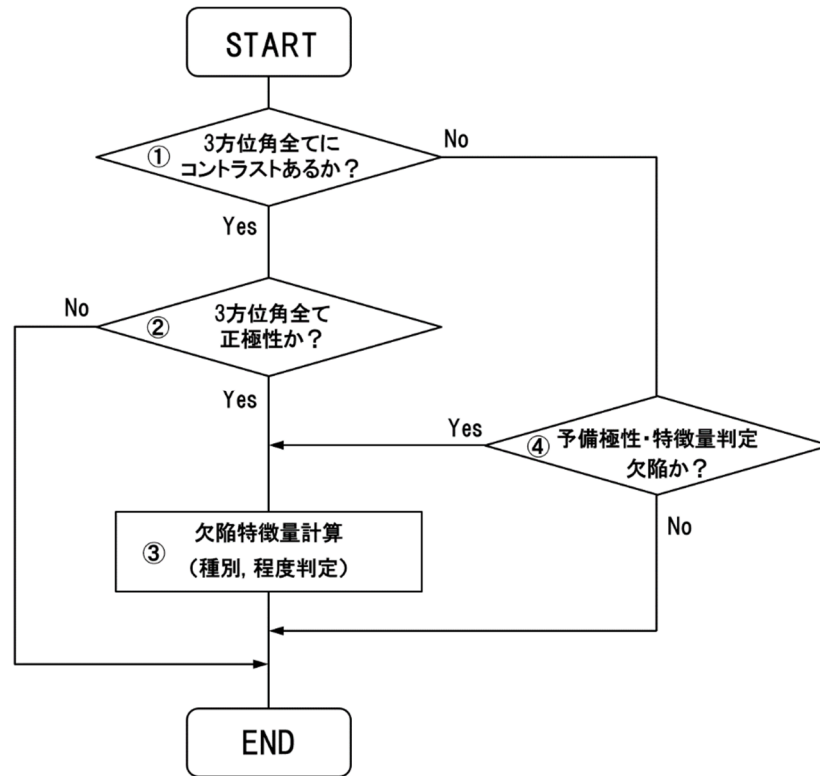 START
① 3方位角全てに
コントラストあるか？
No
Yes
② 3方位角全て
正極性か？
No
Yes
④ 予備極性・特徴量判定
欠陥か？
Yes
No
③ 欠陥特徴量計算
（種別，程度判定）
END